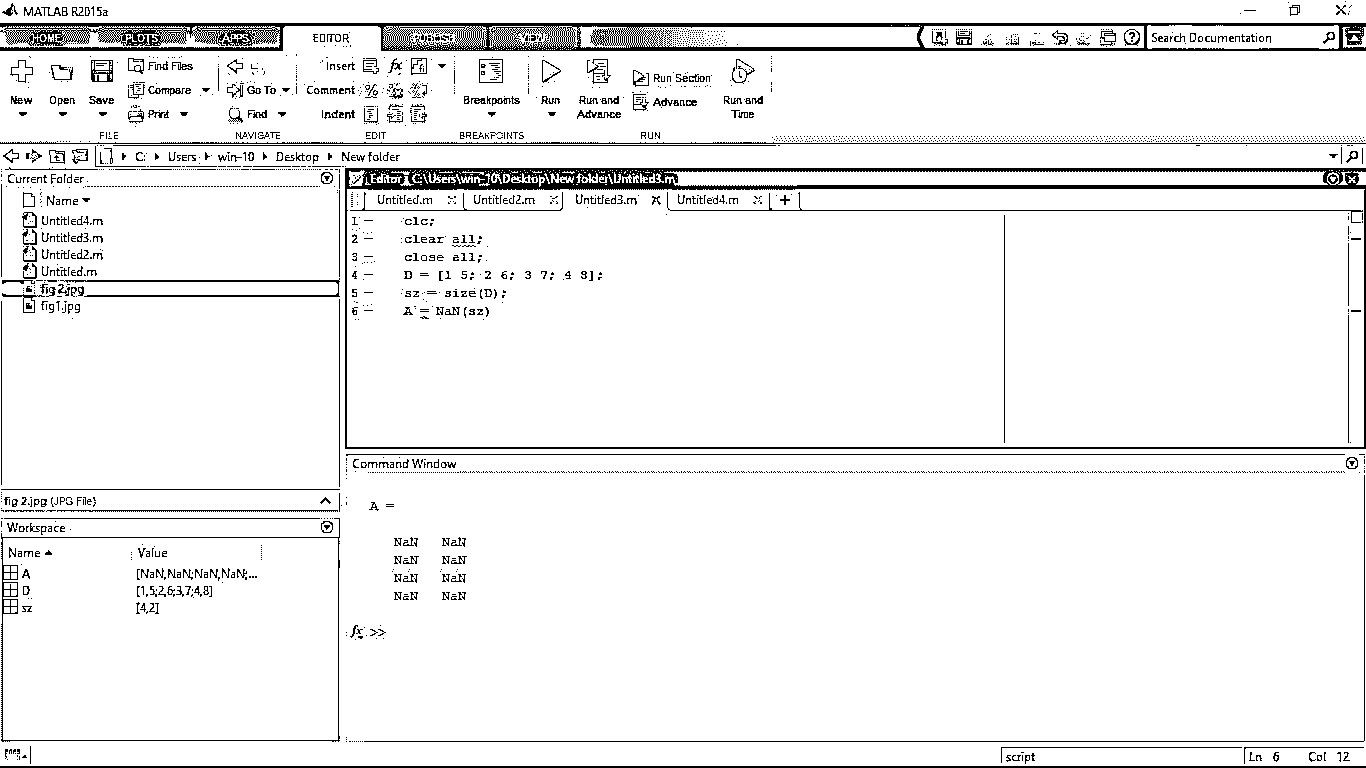 MATLAB R2015a
HOME PLOTS APPS EDITOR PUBLISH VIEW
Search Documentation
New Open Save
Find Files
Compare
Print
FILE
Go To
Find
NAVIGATE
Insert
Comment
Indent
EDIT
Breakpoints
BREAKPOINTS
Run
Run and Advance
Run Section
Advance
Run and Time
RUN
C: Users win-10 Desktop New folder
Current Folder
Name
Untitled4.m
Untitled3.m
Untitled2.m
Untitled.m
fig 2.jpg
fig1.jpg
fig 2.jpg (JPG File)
Workspace
Name Value
A [NaN,NaN;NaN,NaN;...
D [1,5;2,6;3,7;4,8]
sz [4,2]
Editor - C:\Users\win-10\Desktop\New folder\Untitled3.m
Untitled.m Untitled2.m Untitled3.m Untitled4.m +
1 - clc;
2 - clear all;
3 - close all;
4 - D = [1 5; 2 6; 3 7; 4 8];
5 - sz = size(D);
6 - A = NaN(sz)
Command Window
A =
NaN NaN
NaN NaN
NaN NaN
NaN NaN
fx >>
script Ln 6 Col 12